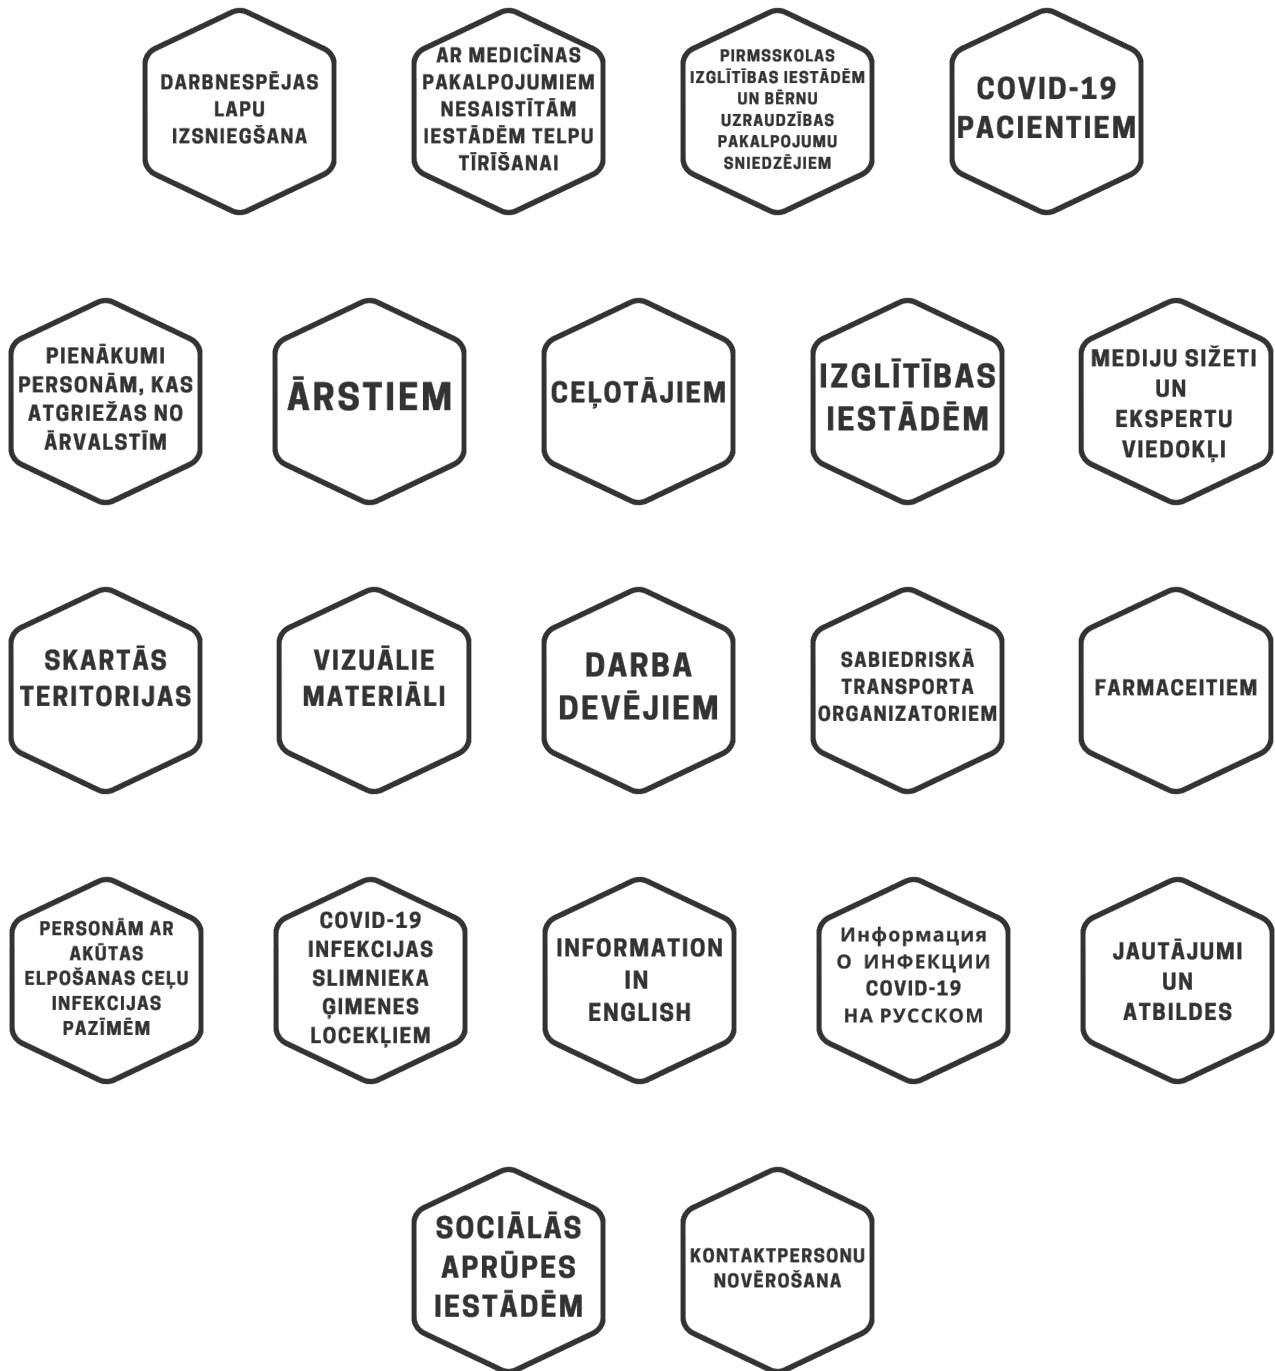 DARBNESPĒJAS
LAPU
IZSNIEGŠANA
AR MEDICĪNAS
PAKALPOJUMIEM
NESAISTĪTĀM
IESTĀDĒM TELPU
TĪRĪŠANAI
PIRMSSKOLAS
IZGLĪTĪBAS IESTĀDĒM
UN BĒRNU
UZRAUDZĪBAS
PAKALPOJUMU
SNIEDZĒJIEM
COVID-19
PACIENTIEM
PIENĀKUMI
PERSONĀM, KAS
ATGRIEŽAS NO
ĀRVALSTĪM
ĀRSTIEM
CEĻOTĀJIEM
IZGLĪTĪBAS
IESTĀDĒM
MEDIJU SIŽETI
UN
EKSPERTU
VIEDOKĻI
SKARTĀS
TERITORIJAS
VIZUĀLIE
MATERIĀLI
DARBA
DEVĒJIEM
SABIEDRISKĀ
TRANSPORTA
ORGANIZATORIEM
FARMACEITIEM
PERSONĀM AR
AKŪTAS
ELPOŠANAS CEĻU
INFEKCIJAS
PAZĪMĒM
COVID-19
INFEKCIJAS
SLIMNIEKA
ĢIMENES
LOCEKĻIEM
INFORMATION
IN
ENGLISH
Информация
О ИНФЕКЦИИ
COVID-19
НА РУССКОМ
JAUTĀJUMI
UN
ATBILDES
SOCIĀLĀS
APRŪPES
IESTĀDĒM
KONTAKTPERSONU
NOVĒROŠANA